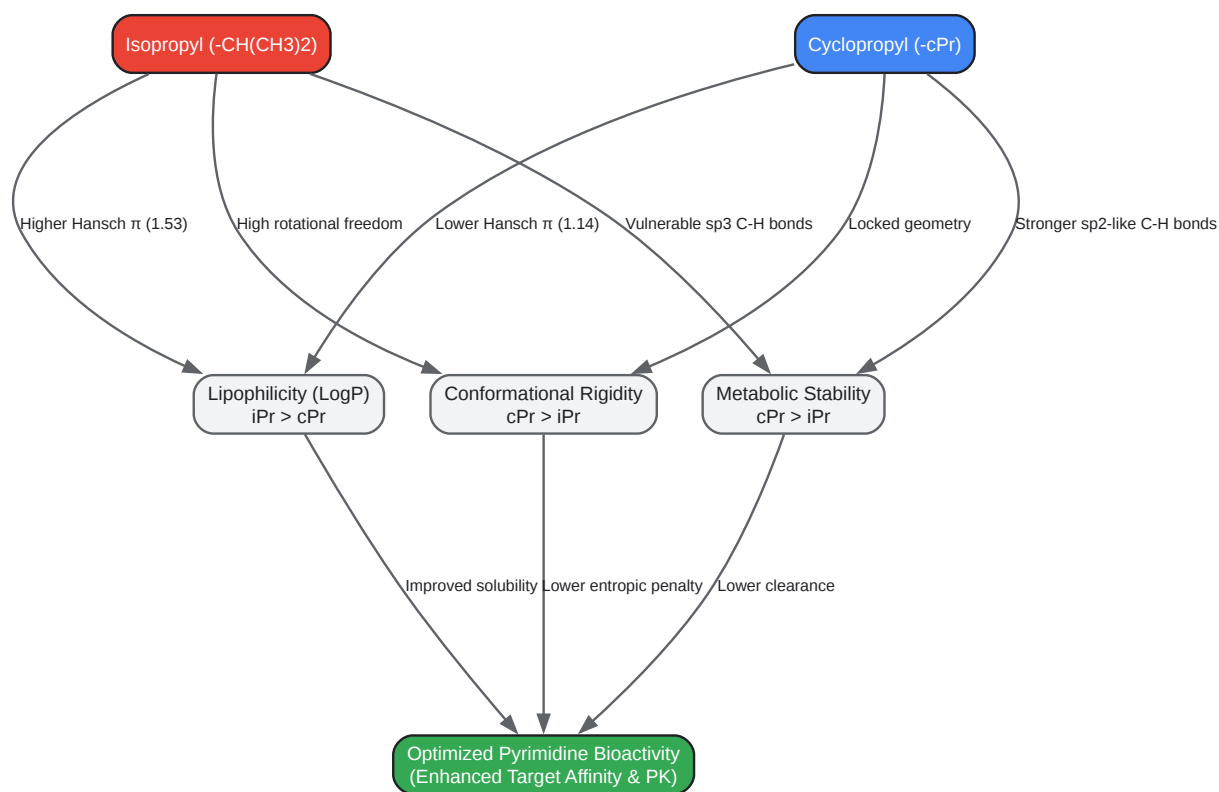 Isopropyl (-CH(CH3)2)
Cyclopropyl (-cPr)
Higher Hansch π (1.53)
High rotational freedom
Lower Hansch π (1.14)
Vulnerable sp3 C-H bonds
Locked geometry
Stronger sp2-like C-H bonds
Lipophilicity (LogP)
iPr > cPr
Conformational Rigidity
cPr > iPr
Metabolic Stability
cPr > iPr
Improved solubility
Lower entropic penalty
Lower clearance
Optimized Pyrimidine Bioactivity
(Enhanced Target Affinity & PK)